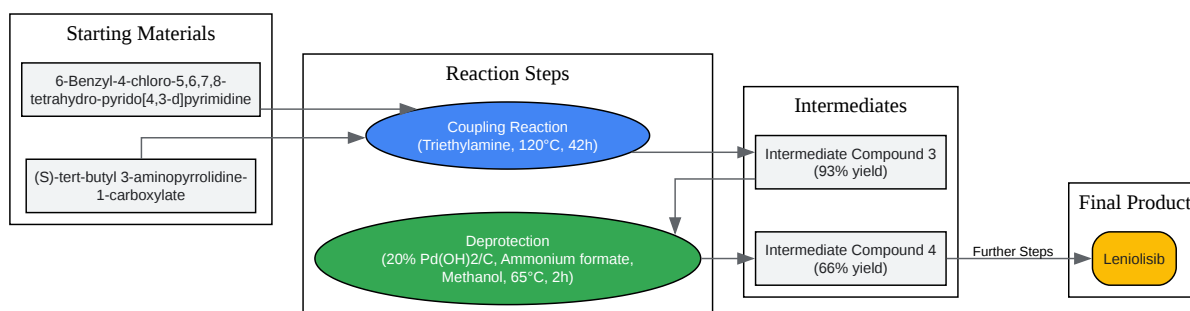 Starting Materials
6-Benzyl-4-chloro-5,6,7,8-
tetrahydro-pyrido[4,3-d]pyrimidine
(S)-tert-butyl 3-aminopyrrolidine-
1-carboxylate
Reaction Steps
Coupling Reaction
(Triethylamine, 120°C, 42h)
Deprotection
(20% Pd(OH)2/C, Ammonium formate,
Methanol, 65°C, 2h)
Intermediates
Intermediate Compound 3
(93% yield)
Intermediate Compound 4
(66% yield)
Further Steps
Final Product
Leniolisib